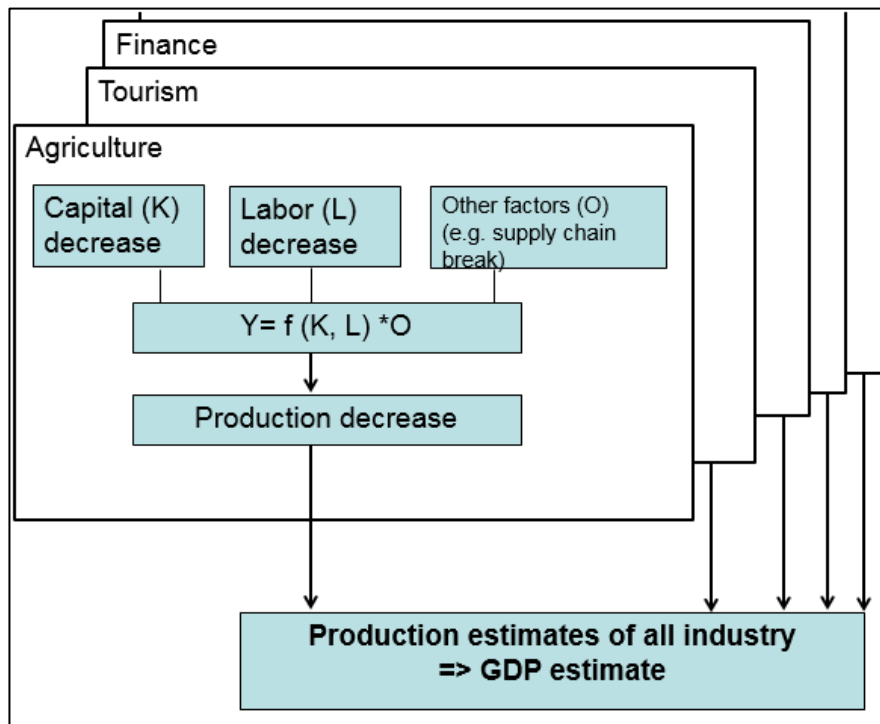 Finance
Tourism
Agriculture
Capital (K)
decrease
Labor (L)
decrease
Other factors (O)
(e.g. supply chain
break)
Y= f (K, L) *O
Production decrease
Production estimates of all industry
=> GDP estimate